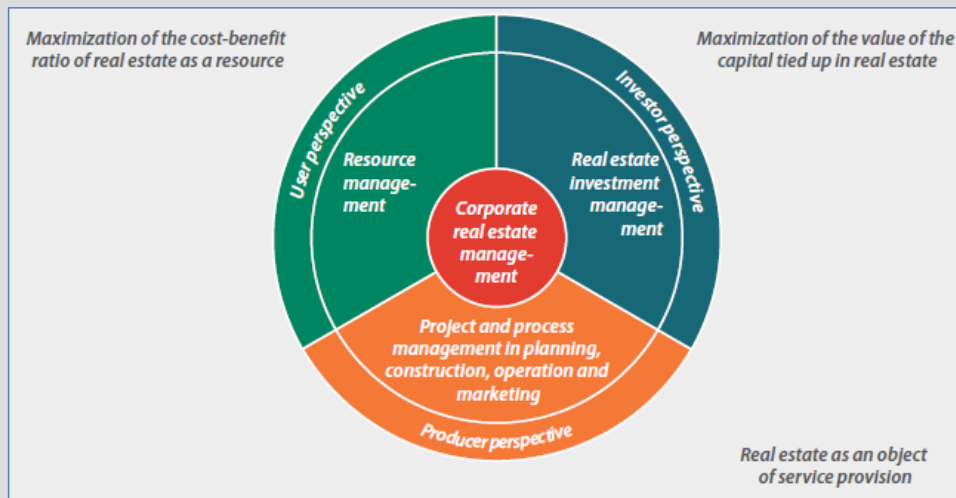 Maximization of the cost-benefit
ratio of real estate as a resource
Maximization of the value of the
capital tied up in real estate
User perspective
Investor perspective
Resource
manage-
ment
Real estate
investment
manage-
ment
Corporate
real estate
manage-
ment
Project and process
management in planning,
construction, operation and
marketing
Producer perspective
Real estate as an object
of service provision